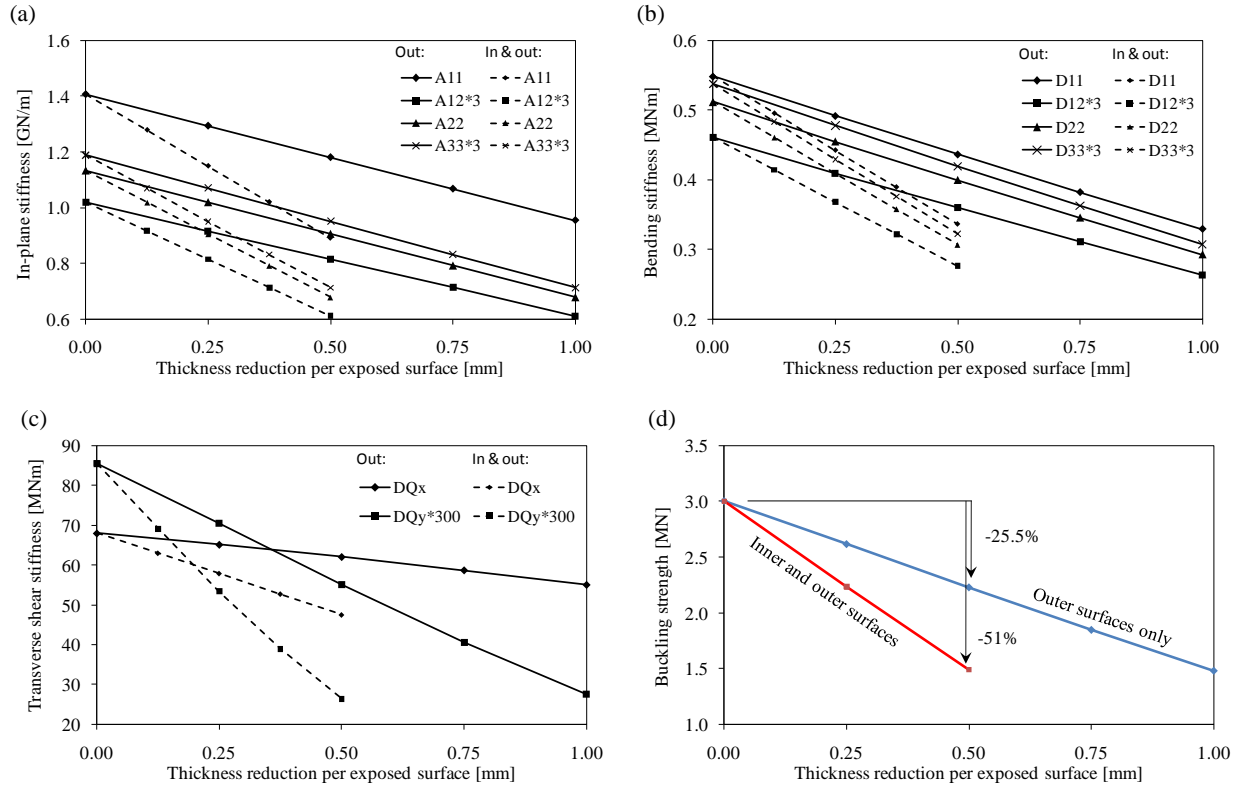 (a)
1.6
1.4
1.2
1.0
0.8
0.6
In-plane stiffness [GN/m]
Out: In & out:
A11 A11
A12*3 A12*3
A22 A22
A33*3 A33*3
0.00 0.25 0.50 0.75 1.00
Thickness reduction per exposed surface [mm]
(b)
0.6
0.5
0.4
0.3
0.2
Bending stiffness [MNm]
Out: In & out:
D11 D11
D12*3 D12*3
D22 D22
D33*3 D33*3
0.00 0.25 0.50 0.75 1.00
Thickness reduction per exposed surface [mm]
(c)
90
80
70
60
50
40
30
20
Transverse shear stiffness [MNm]
Out: In & out:
DQx DQx
DQy*300 DQy*300
0.00 0.25 0.50 0.75 1.00
Thickness reduction per exposed surface [mm]
(d)
3.5
3.0
2.5
2.0
1.5
1.0
Buckling strength [MN]
-25.5%
-51%
Inner and outer surfaces
Outer surfaces only
0.00 0.25 0.50 0.75 1.00
Thickness reduction per exposed surface [mm]